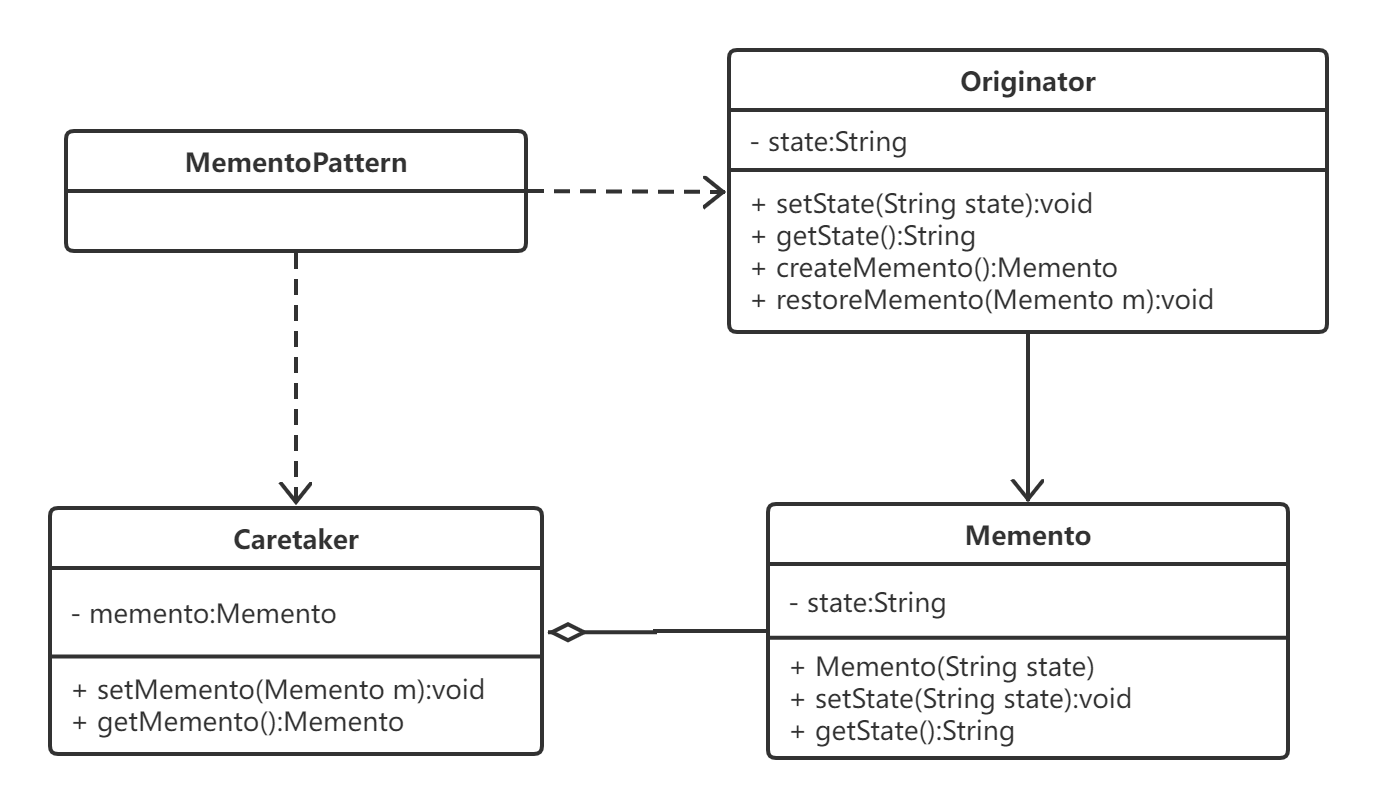 MementoPattern
Originator
- state:String
+ setState(String state):void
+ getState():String
+ createMemento():Memento
+ restoreMemento(Memento m):void
Caretaker
- memento:Memento
+ setMemento(Memento m):void
+ getMemento():Memento
Memento
- state:String
+ Memento(String state)
+ setState(String state):void
+ getState():String